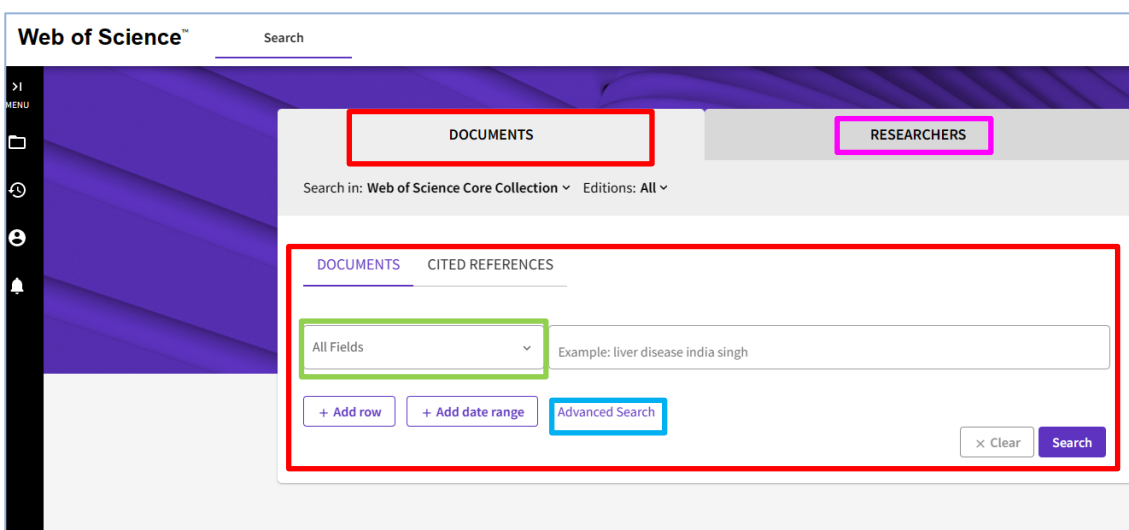 Web of Science™ Search
MENU
DOCUMENTS RESEARCHERS
Search in: Web of Science Core Collection Editions: All
DOCUMENTS CITED REFERENCES
All Fields Example: liver disease india singh
+ Add row + Add date range Advanced Search
× Clear Search